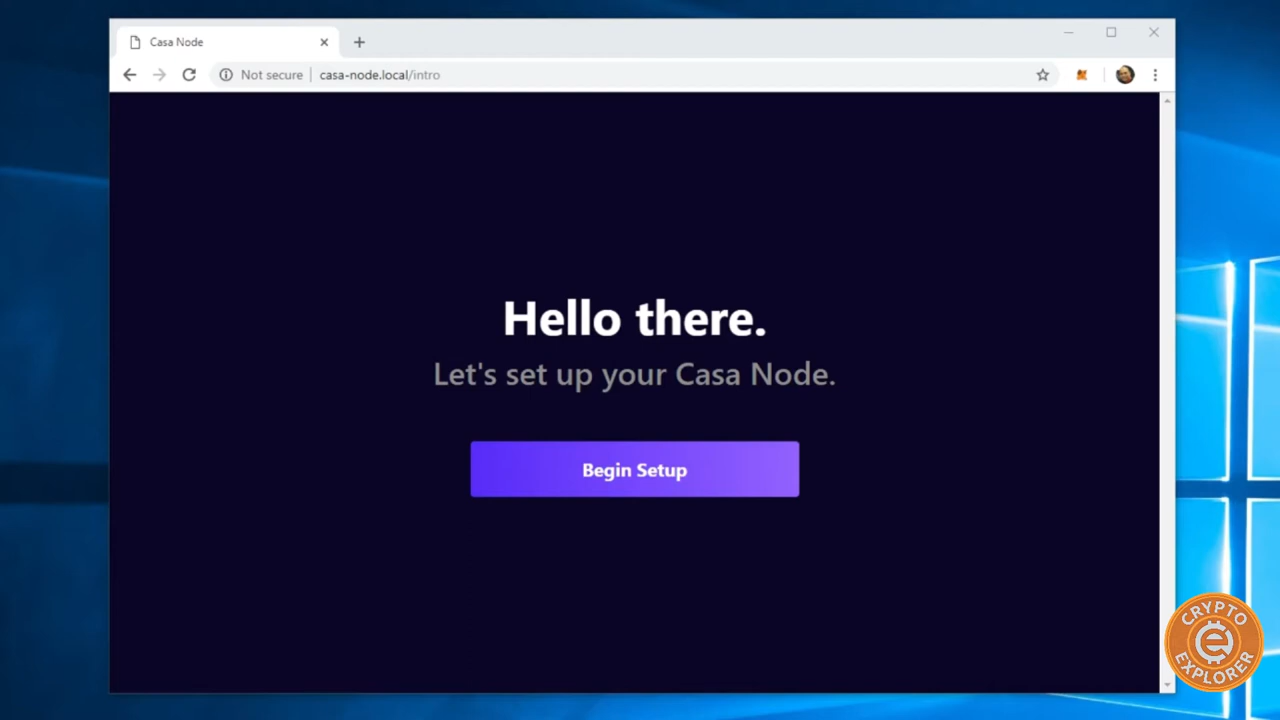 Casa Node
Not secure
casa-node.local/intro
Hello there.
Let's set up your Casa Node.
Begin Setup
CRYPTO
EXPLORER